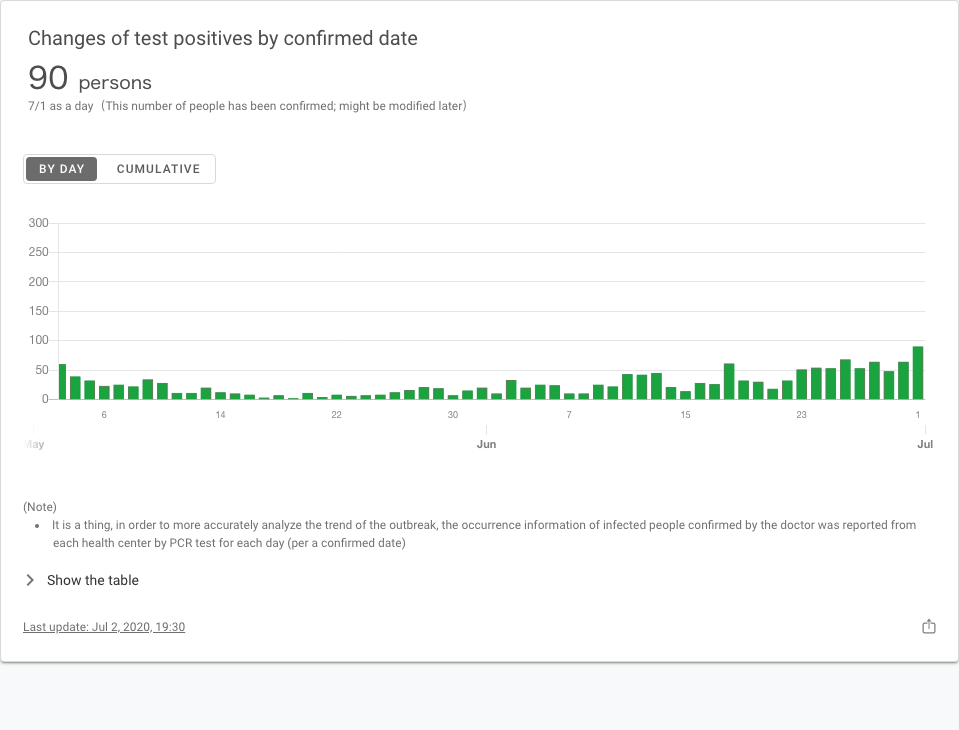 Changes of test positives by confirmed date
90 persons
7/1 as a day（This number of people has been confirmed; might be modified later）
BY DAY CUMULATIVE
300
250
200
150
100
50
0
6 14 22 30 7 15 23 1
May Jun Jul
(Note)
• It is a thing, in order to more accurately analyze the trend of the outbreak, the occurrence information of infected people confirmed by the doctor was reported from
each health center by PCR test for each day (per a confirmed date)
Show the table
Last update: Jul 2, 2020, 19:30